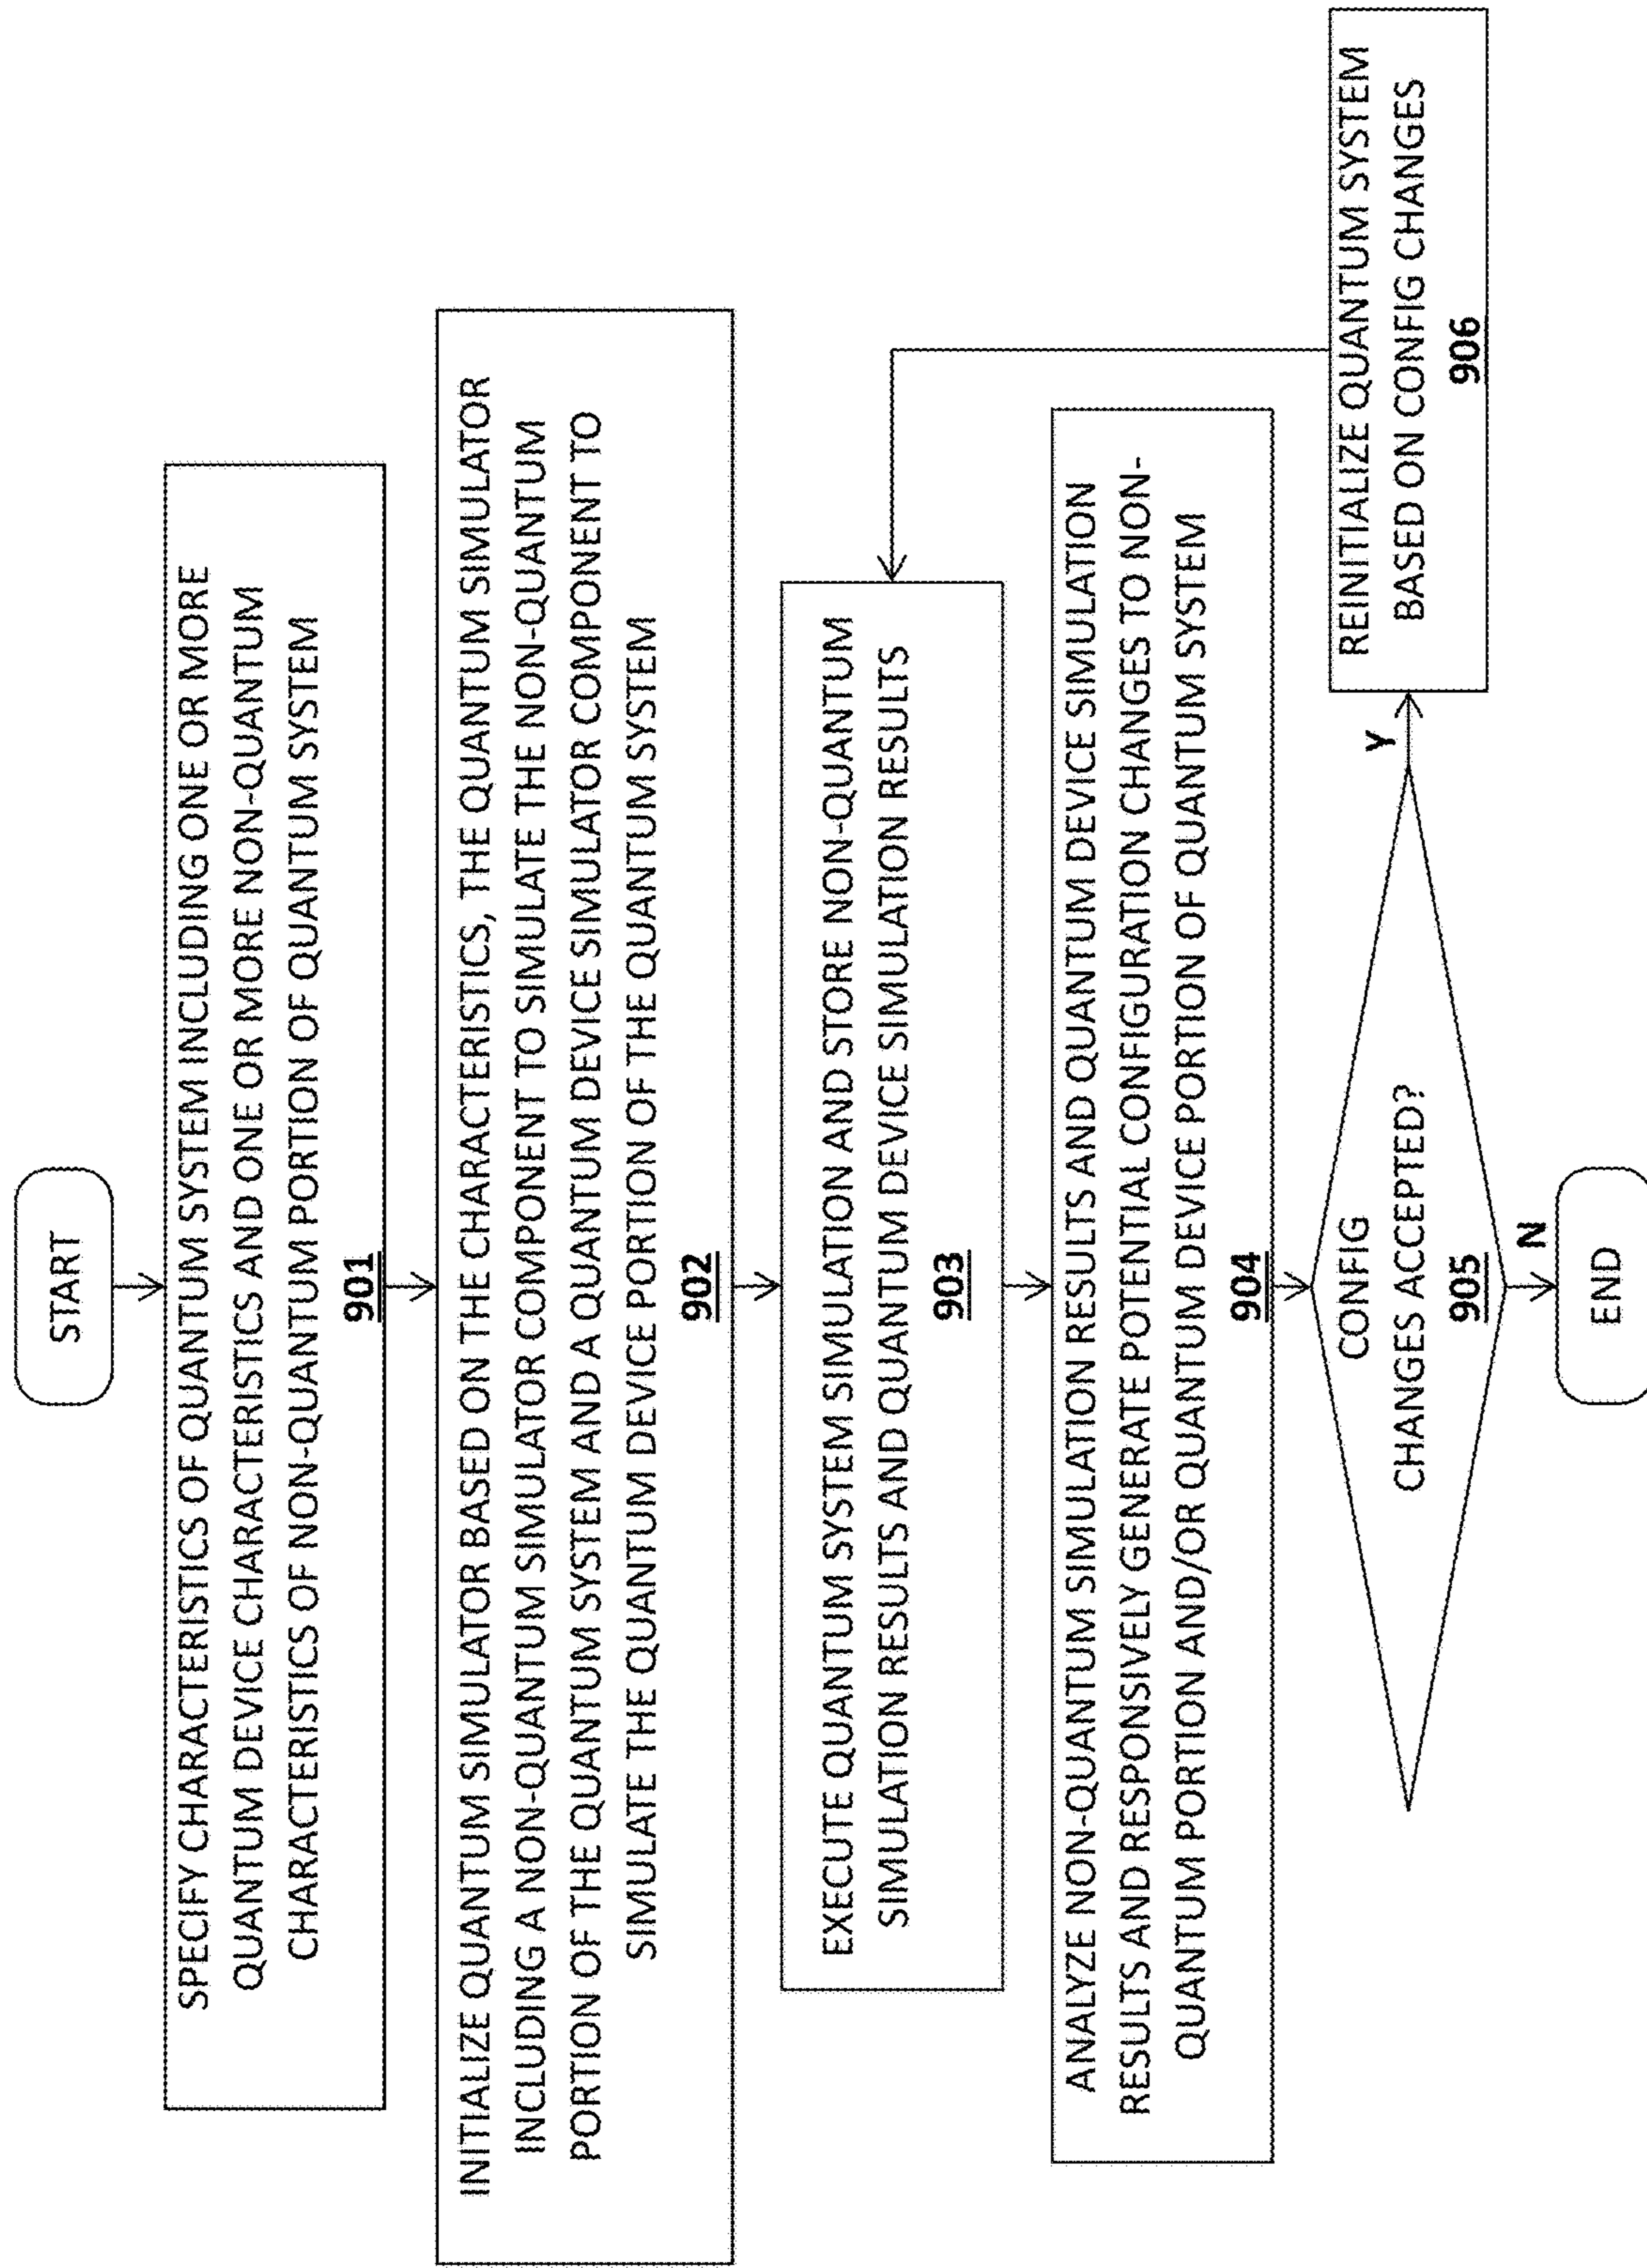 START
SPECIFY CHARACTERISTICS OF QUANTUM SYSTEM INCLUDING ONE OR MORE
QUANTUM DEVICE CHARACTERISTICS AND ONE OR MORE NON-QUANTUM
CHARACTERISTICS OF NON-QUANTUM PORTION OF QUANTUM SYSTEM
901
INITIALIZE QUANTUM SIMULATOR BASED ON THE CHARACTERISTICS, THE QUANTUM SIMULATOR
INCLUDING A NON-QUANTUM SIMULATOR COMPONENT TO SIMULATE THE NON-QUANTUM
PORTION OF THE QUANTUM SYSTEM AND A QUANTUM DEVICE SIMULATOR COMPONENT TO
SIMULATE THE QUANTUM DEVICE PORTION OF THE QUANTUM SYSTEM
902
EXECUTE QUANTUM SYSTEM SIMULATION AND STORE NON-QUANTUM
SIMULATION RESULTS AND QUANTUM DEVICE SIMULATION RESULTS
903
ANALYZE NON-QUANTUM SIMULATION RESULTS AND QUANTUM DEVICE SIMULATION
RESULTS AND RESPONSIVELY GENERATE POTENTIAL CONFIGURATION CHANGES TO NON-
QUANTUM PORTION AND/OR QUANTUM DEVICE PORTION OF QUANTUM SYSTEM
904
CONFIG
CHANGES ACCEPTED?
905
Y
REINITIALIZE QUANTUM SYSTEM
BASED ON CONFIG CHANGES
906
N
END